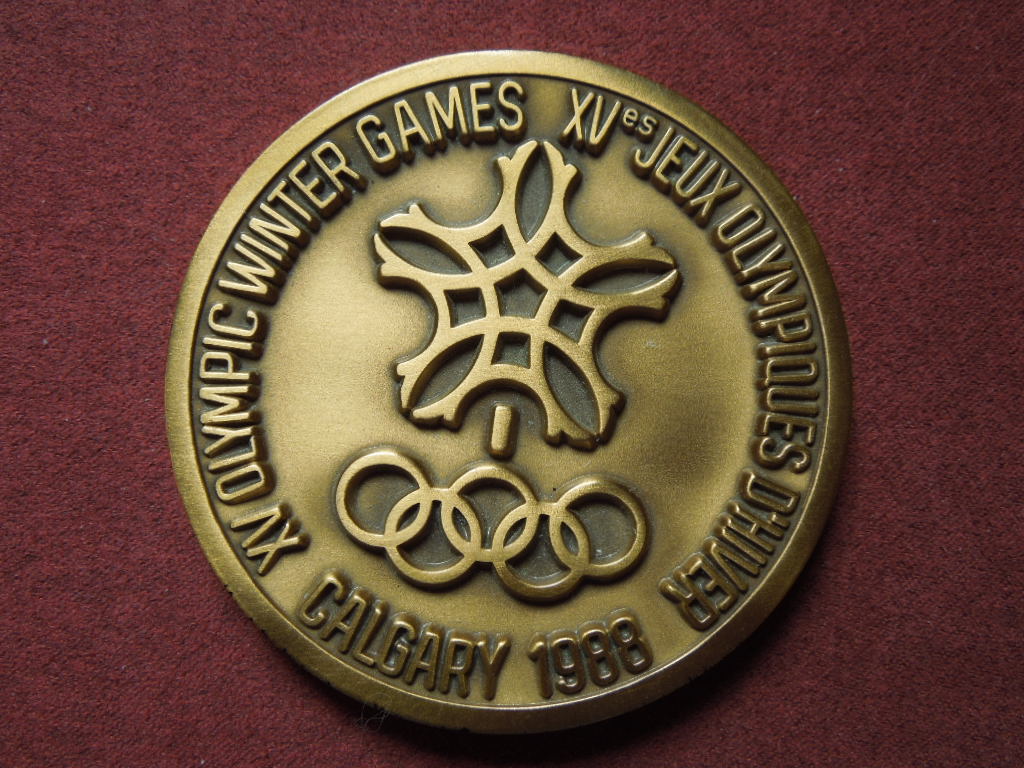 XV OLYMPIC WINTER GAMES
XVes JEUX OLYMPIQUES D'HIVER
CALGARY 1988